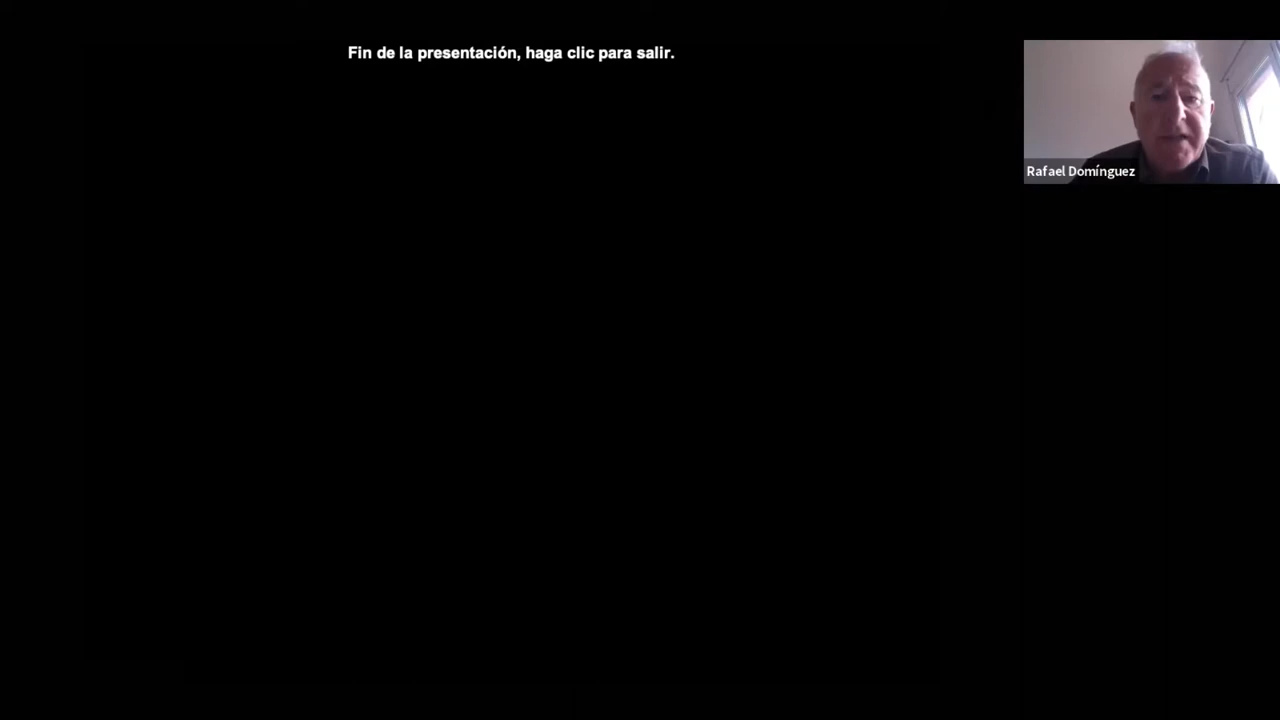 Fin de la presentación, haga clic para salir.
Rafael Domínguez